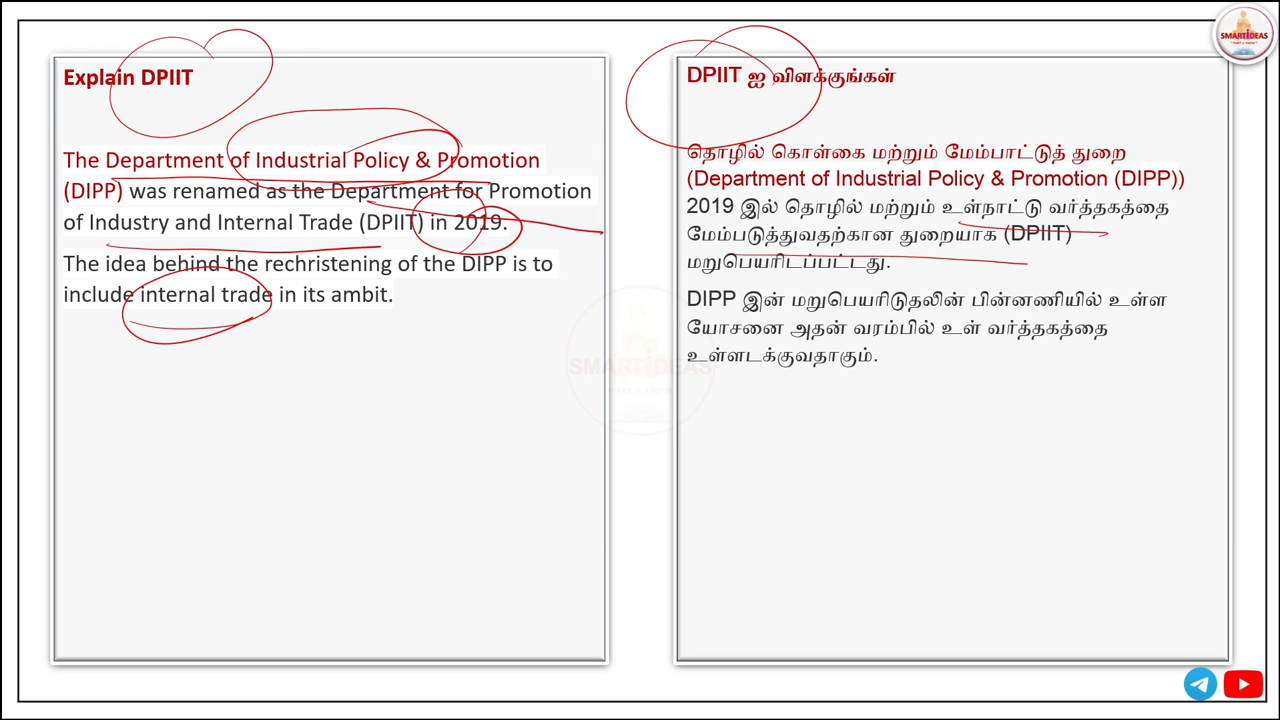 SMARTIDEAS
Explain DPIIT
The Department of Industrial Policy & Promotion
(DIPP) was renamed as the Department for Promotion
of Industry and Internal Trade (DPIIT) in 2019.
The idea behind the rechristening of the DIPP is to
include internal trade in its ambit.
DPIIT ஐ விளக்குங்கள்
தொழில் கொள்கை மற்றும் மேம்பாட்டுத் துறை
(Department of Industrial Policy & Promotion (DIPP))
2019 இல் தொழில் மற்றும் உள்நாட்டு வர்த்தகத்தை
மேம்படுத்துவதற்கான துறையாக (DPIIT)
மறுபெயரிடப்பட்டது.
DIPP இன் மறுபெயரிடுதலின் பின்னணியில் உள்ள
யோசனை அதன் வரம்பில் உள் வர்த்தகத்தை
உள்ளடக்குவதாகும்.
SMARTIDEAS